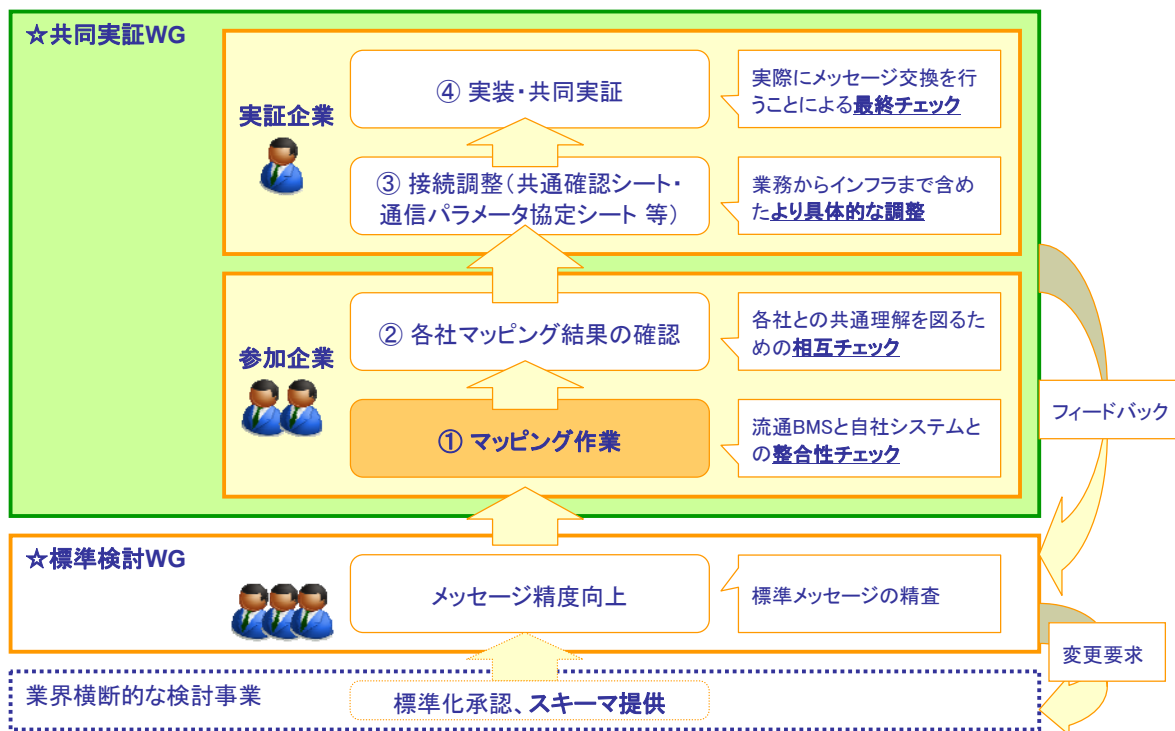 ☆共同実証WG
実証企業
④ 実装・共同実証
実際にメッセージ交換を行
うことによる最終チェック
③ 接続調整(共通確認シート・
通信パラメータ協定シート 等)
業務からインフラまで含め
たより具体的な調整
参加企業
② 各社マッピング結果の確認
各社との共通理解を図るた
めの相互チェック
① マッピング作業
流通BMSと自社システムと
の整合性チェック
フィードバック
☆標準検討WG
メッセージ精度向上
標準メッセージの精査
変更要求
業界横断的な検討事業
標準化承認、スキーマ提供